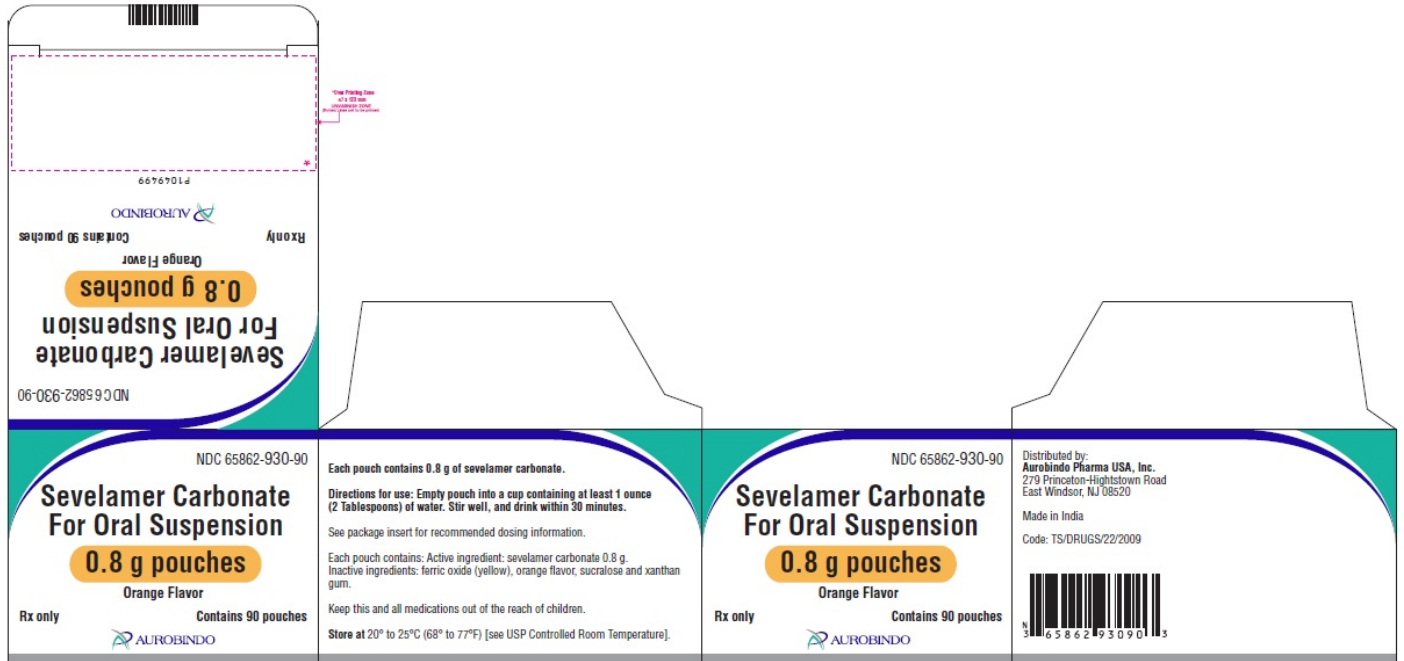 *Over Printing Zone
47 x 123 mm
UNVARNISH ZONE
*
P1049499
AUROBINDO
Rx only Contains 90 pouches
Orange Flavor
0.8 g pouches
For Oral Suspension
Sevelamer Carbonate
NDC 65862-930-90
NDC 65862-930-90
Sevelamer Carbonate
For Oral Suspension
0.8 g pouches
Orange Flavor
Rx only Contains 90 pouches
AUROBINDO
Each pouch contains 0.8 g of sevelamer carbonate.
Directions for use: Empty pouch into a cup containing at least 1 ounce
(2 Tablespoons) of water. Stir well, and drink within 30 minutes.
See package insert for recommended dosing information.
Each pouch contains: Active ingredient: sevelamer carbonate 0.8 g.
Inactive ingredients: ferric oxide (yellow), orange flavor, sucralose and xanthan
gum.
Keep this and all medications out of the reach of children.
Store at 20° to 25°C (68° to 77°F) [see USP Controlled Room Temperature].
NDC 65862-930-90
Sevelamer Carbonate
For Oral Suspension
0.8 g pouches
Orange Flavor
Rx only Contains 90 pouches
AUROBINDO
Distributed by:
Aurobindo Pharma USA, Inc.
279 Princeton-Hightstown Road
East Windsor, NJ 08520
Made in India
Code: TS/DRUGS/22/2009
N
3 65862 93090 3